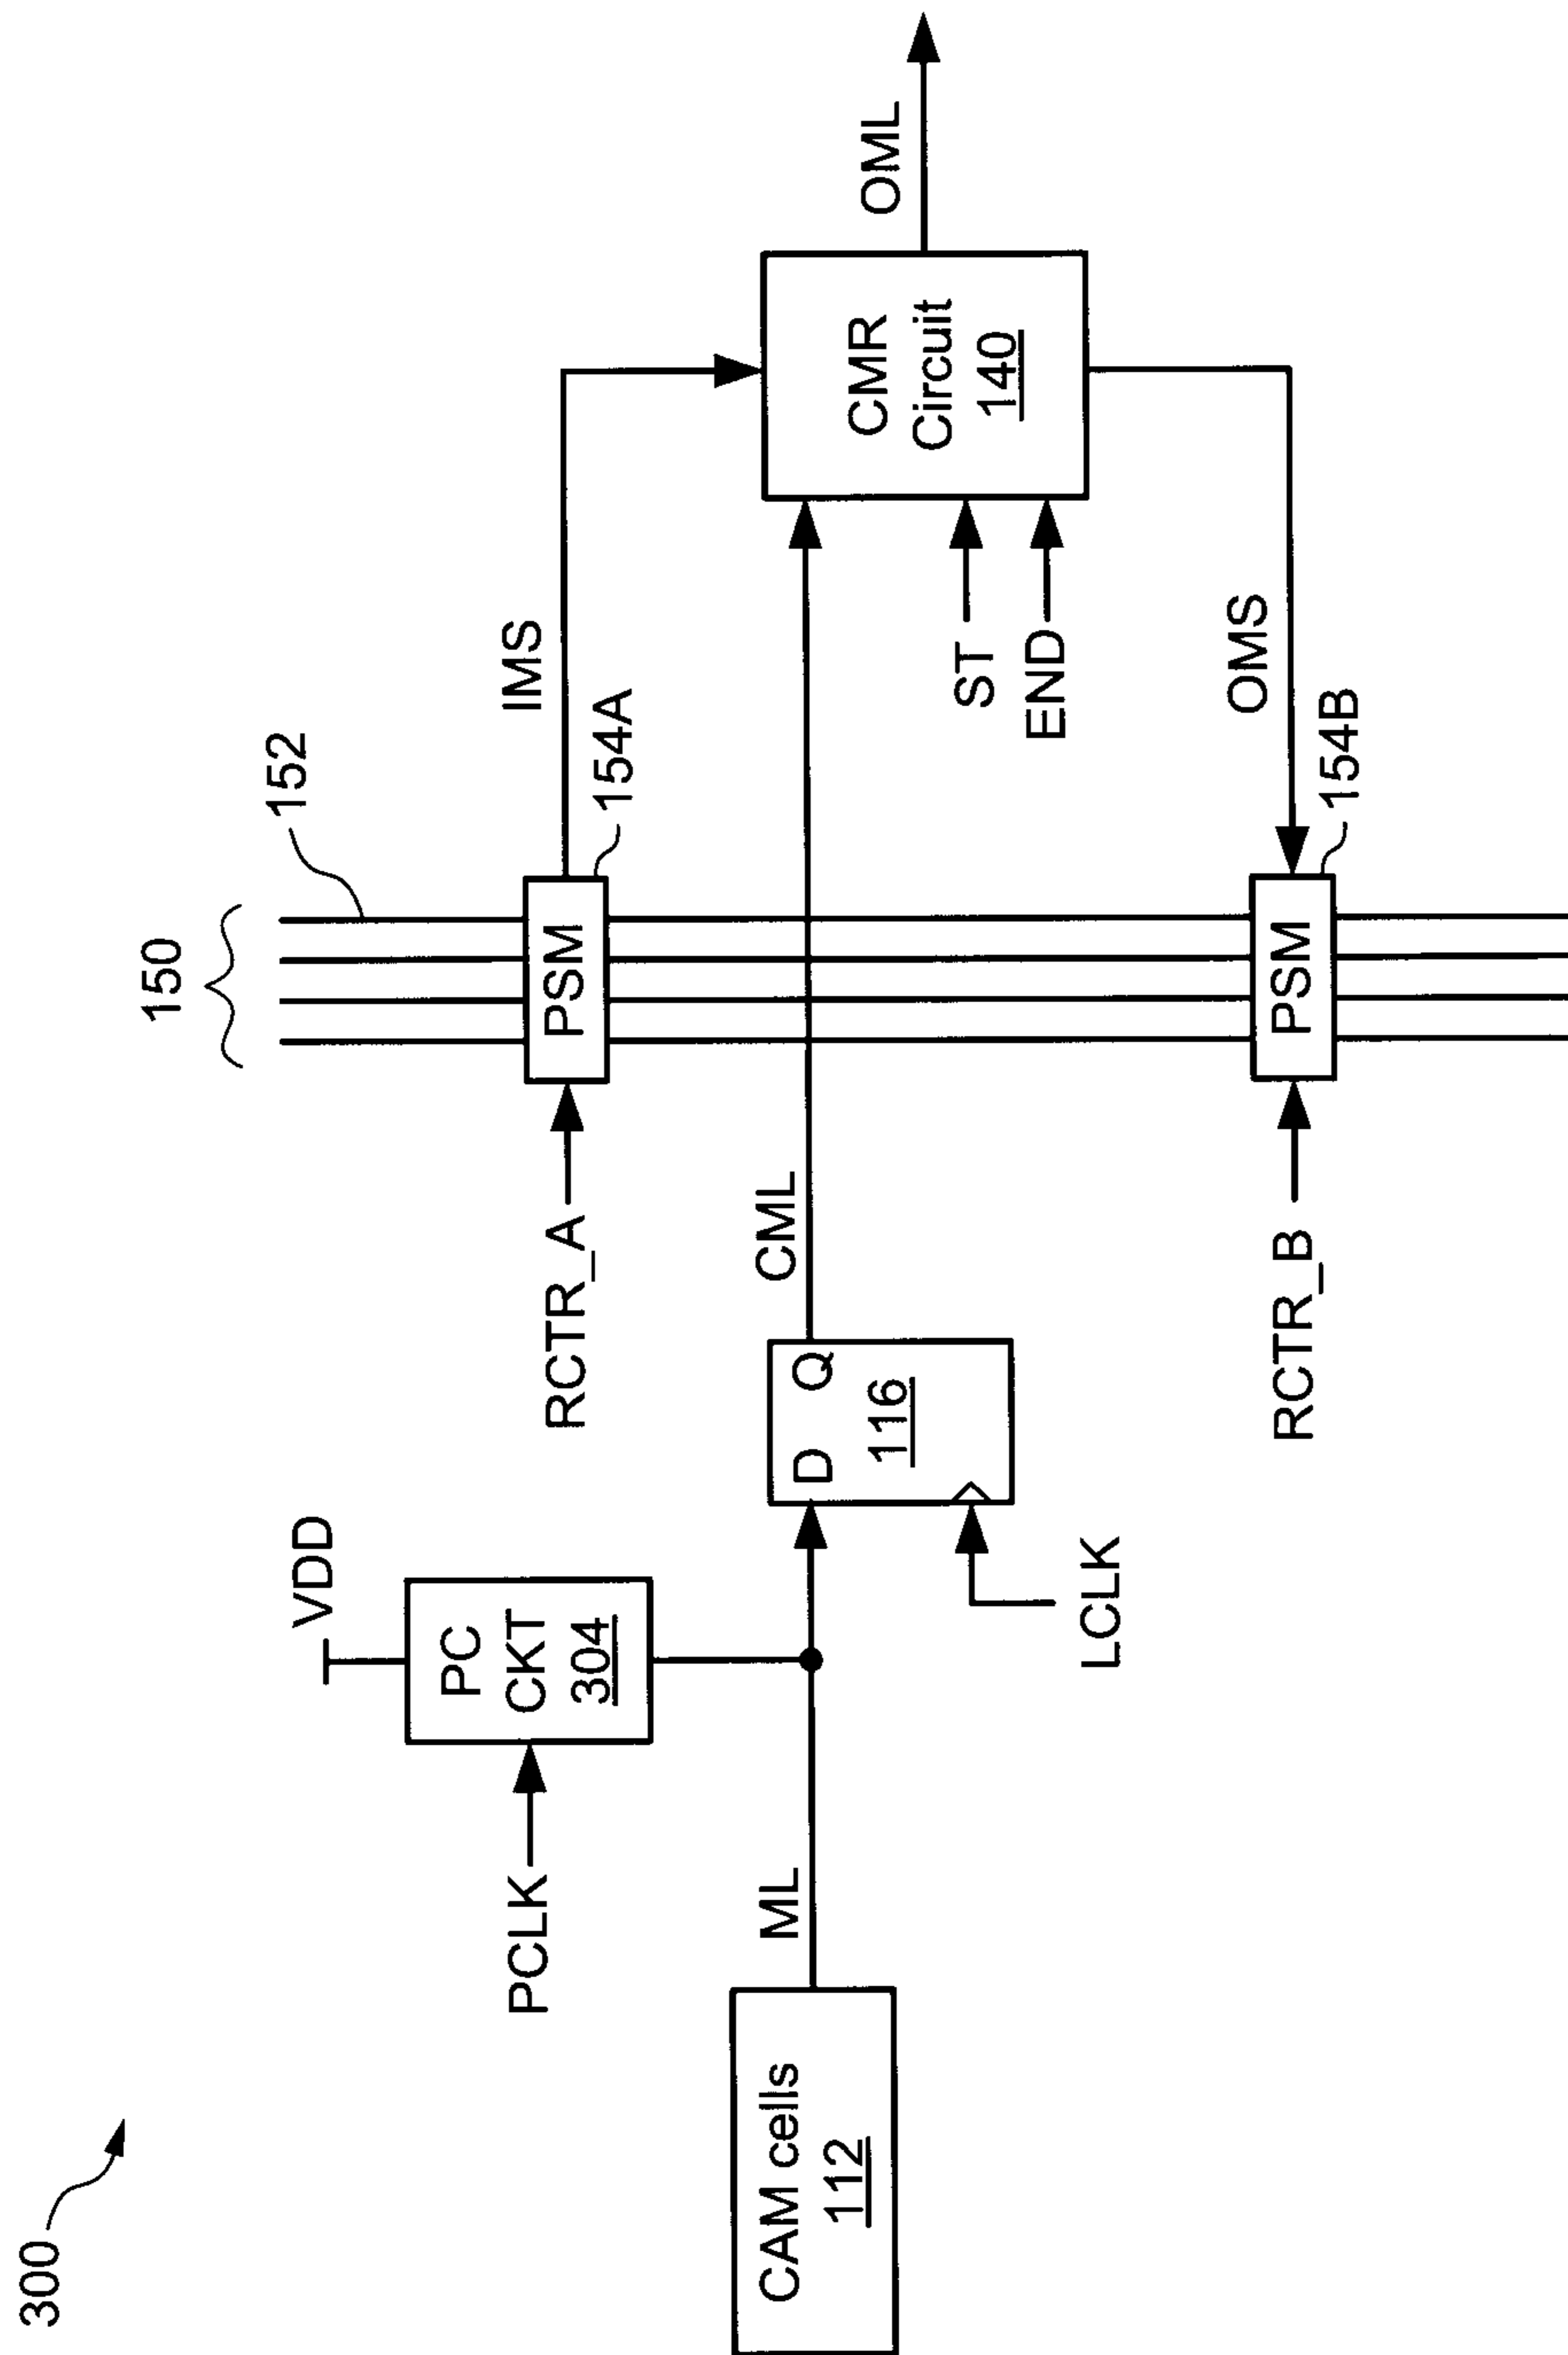 300
CAM cells
112
ML
PCLK
PC
CKT
304
VDD
D Q
116
LCLK
CML
RCTR_A
PSM
154A
150
152
IMS
RCTR_B
PSM
154B
OMS
ST
END
CMR
Circuit
140
OML